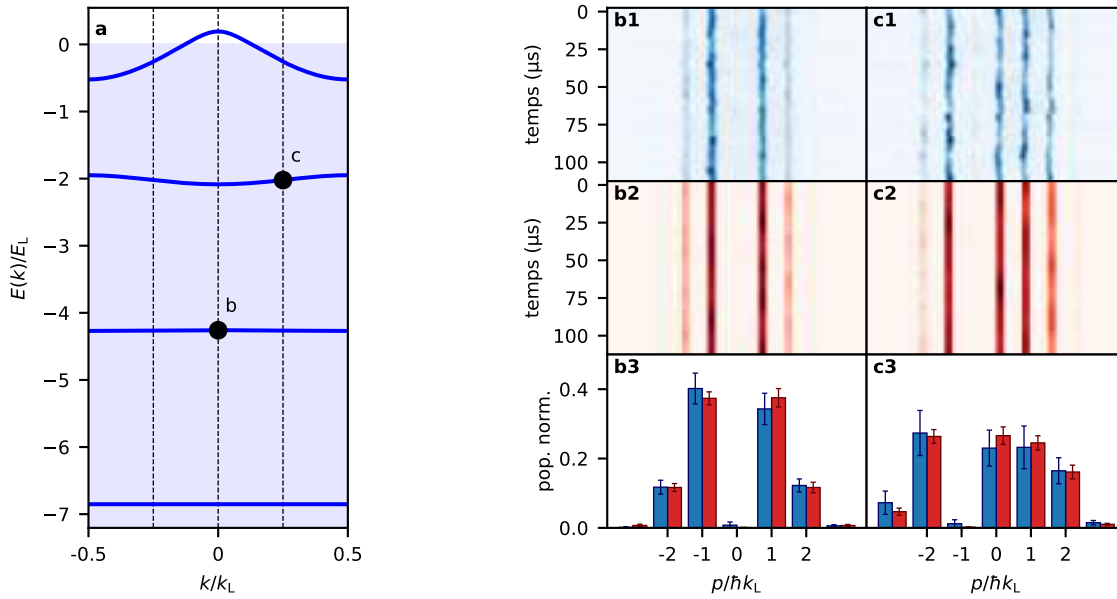 a
0
-1
-2
-3
-4
-5
-6
-7
E(k)/E_L
c
b
-0.5
0
0.5
k/k_L
b1
c1
0
25
50
75
100
temps (µs)
b2
c2
0
25
50
75
100
temps (µs)
b3
c3
0.4
0.2
0.0
pop. norm.
-2 -1 0 1 2
-2 -1 0 1 2
p/ħk_L
p/ħk_L